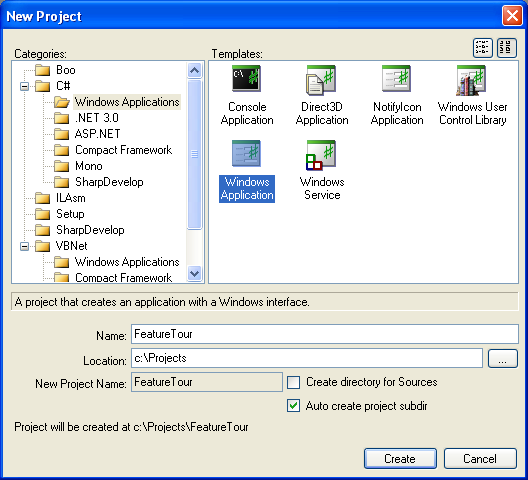 New Project
Categories:
Templates:
Boo
C#
Windows Applications
.NET 3.0
ASP.NET
Compact Framework
Mono
SharpDevelop
ILAsm
Setup
SharpDevelop
VBNet
Windows Applications
Compact Framework
C:\
Console Application
Direct3D Application
NotifyIcon Application
Windows User Control Library
Windows Application
Windows Service
A project that creates an application with a Windows interface.
Name: FeatureTour
Location: c:\Projects ...
New Project Name: FeatureTour Create directory for Sources
Auto create project subdir
Project will be created at c:\Projects\FeatureTour
Create Cancel